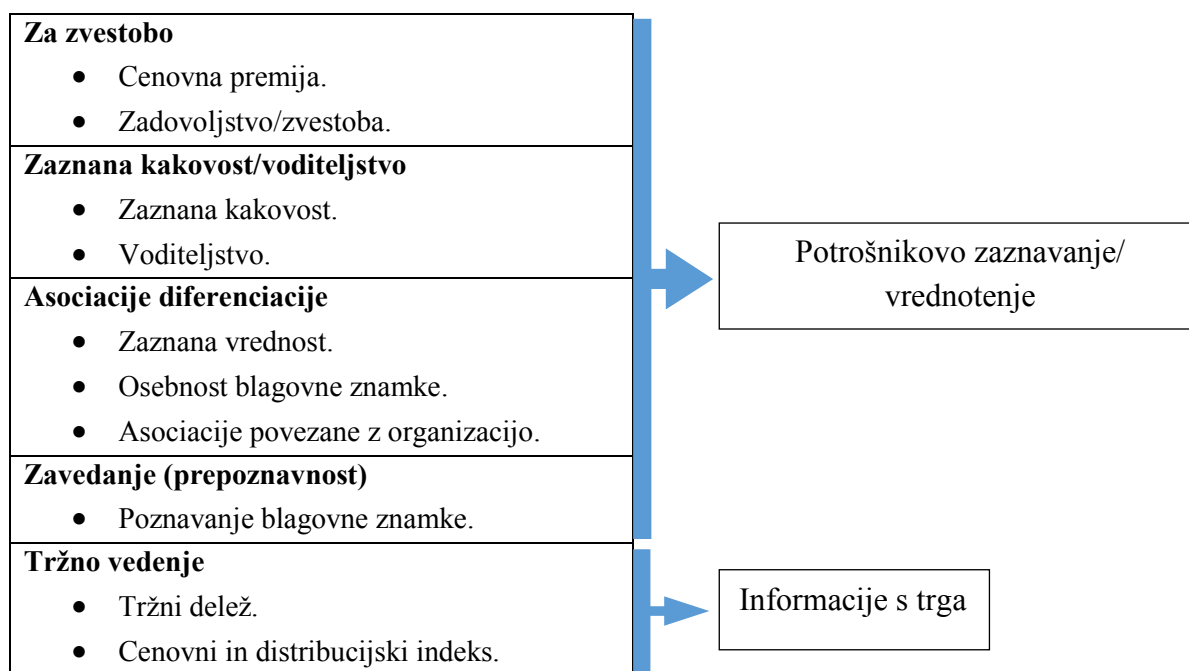 Za zvestobo
• Cenovna premija.
• Zadovoljstvo/zvestoba.
Zaznana kakovost/voditeljstvo
• Zaznana kakovost.
• Voditeljstvo.
Asociacije diferenciacije
• Zaznana vrednost.
• Osebnost blagovne znamke.
• Asociacije povezane z organizacijo.
Zavedanje (prepoznavnost)
• Poznavanje blagovne znamke.
Tržno vedenje
• Tržni delež.
• Cenovni in distribucijski indeks.
Potrošnikovo zaznavanje/
vrednotenje
Informacije s trga